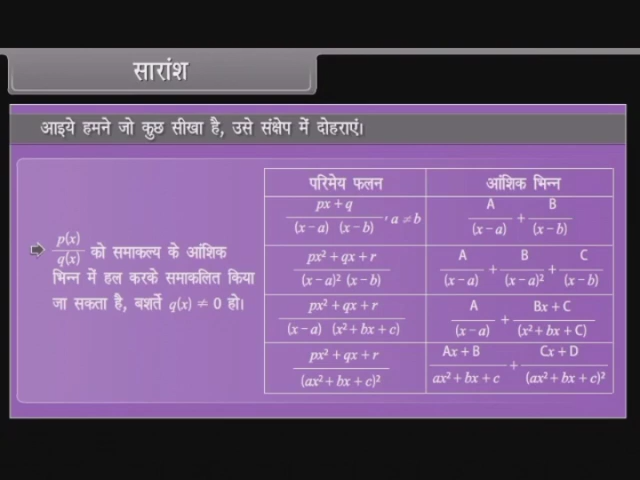 सारांश
आइये हमने जो कुछ सीखा है, उसे संक्षेप में दोहराएं।
p(x)/q(x) को समाकल्य के आंशिक
भिन्न में हल करके समाकलित किया
जा सकता है, बशर्ते q(x) ≠ 0 हो।
परिमेय फलन आंशिक भिन्न
px + q / (x – a) (x – b) , a ≠ b A / (x – a) + B / (x – b)
px² + qx + r / (x – a)² (x – b) A / (x – a) + B / (x – a)² + C / (x – b)
px² + qx + r / (x – a) (x² + bx + c) A / (x – a) + Bx + C / (x² + bx + C)
px² + qx + r / (ax² + bx + c)² Ax + B / ax² + bx + c + Cx + D / (ax² + bx + c)²